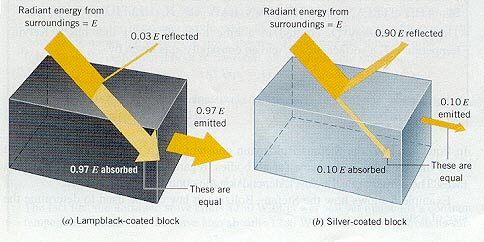 Radiant energy from
surroundings = E
0.03 E reflected
0.97 E
emitted
0.97 E absorbed
These are
equal
(a) Lampblack-coated block
Radiant energy from
surroundings = E
0.90 E reflected
0.10 E
emitted
0.10 E absorbed
These are
equal
(b) Silver-coated block